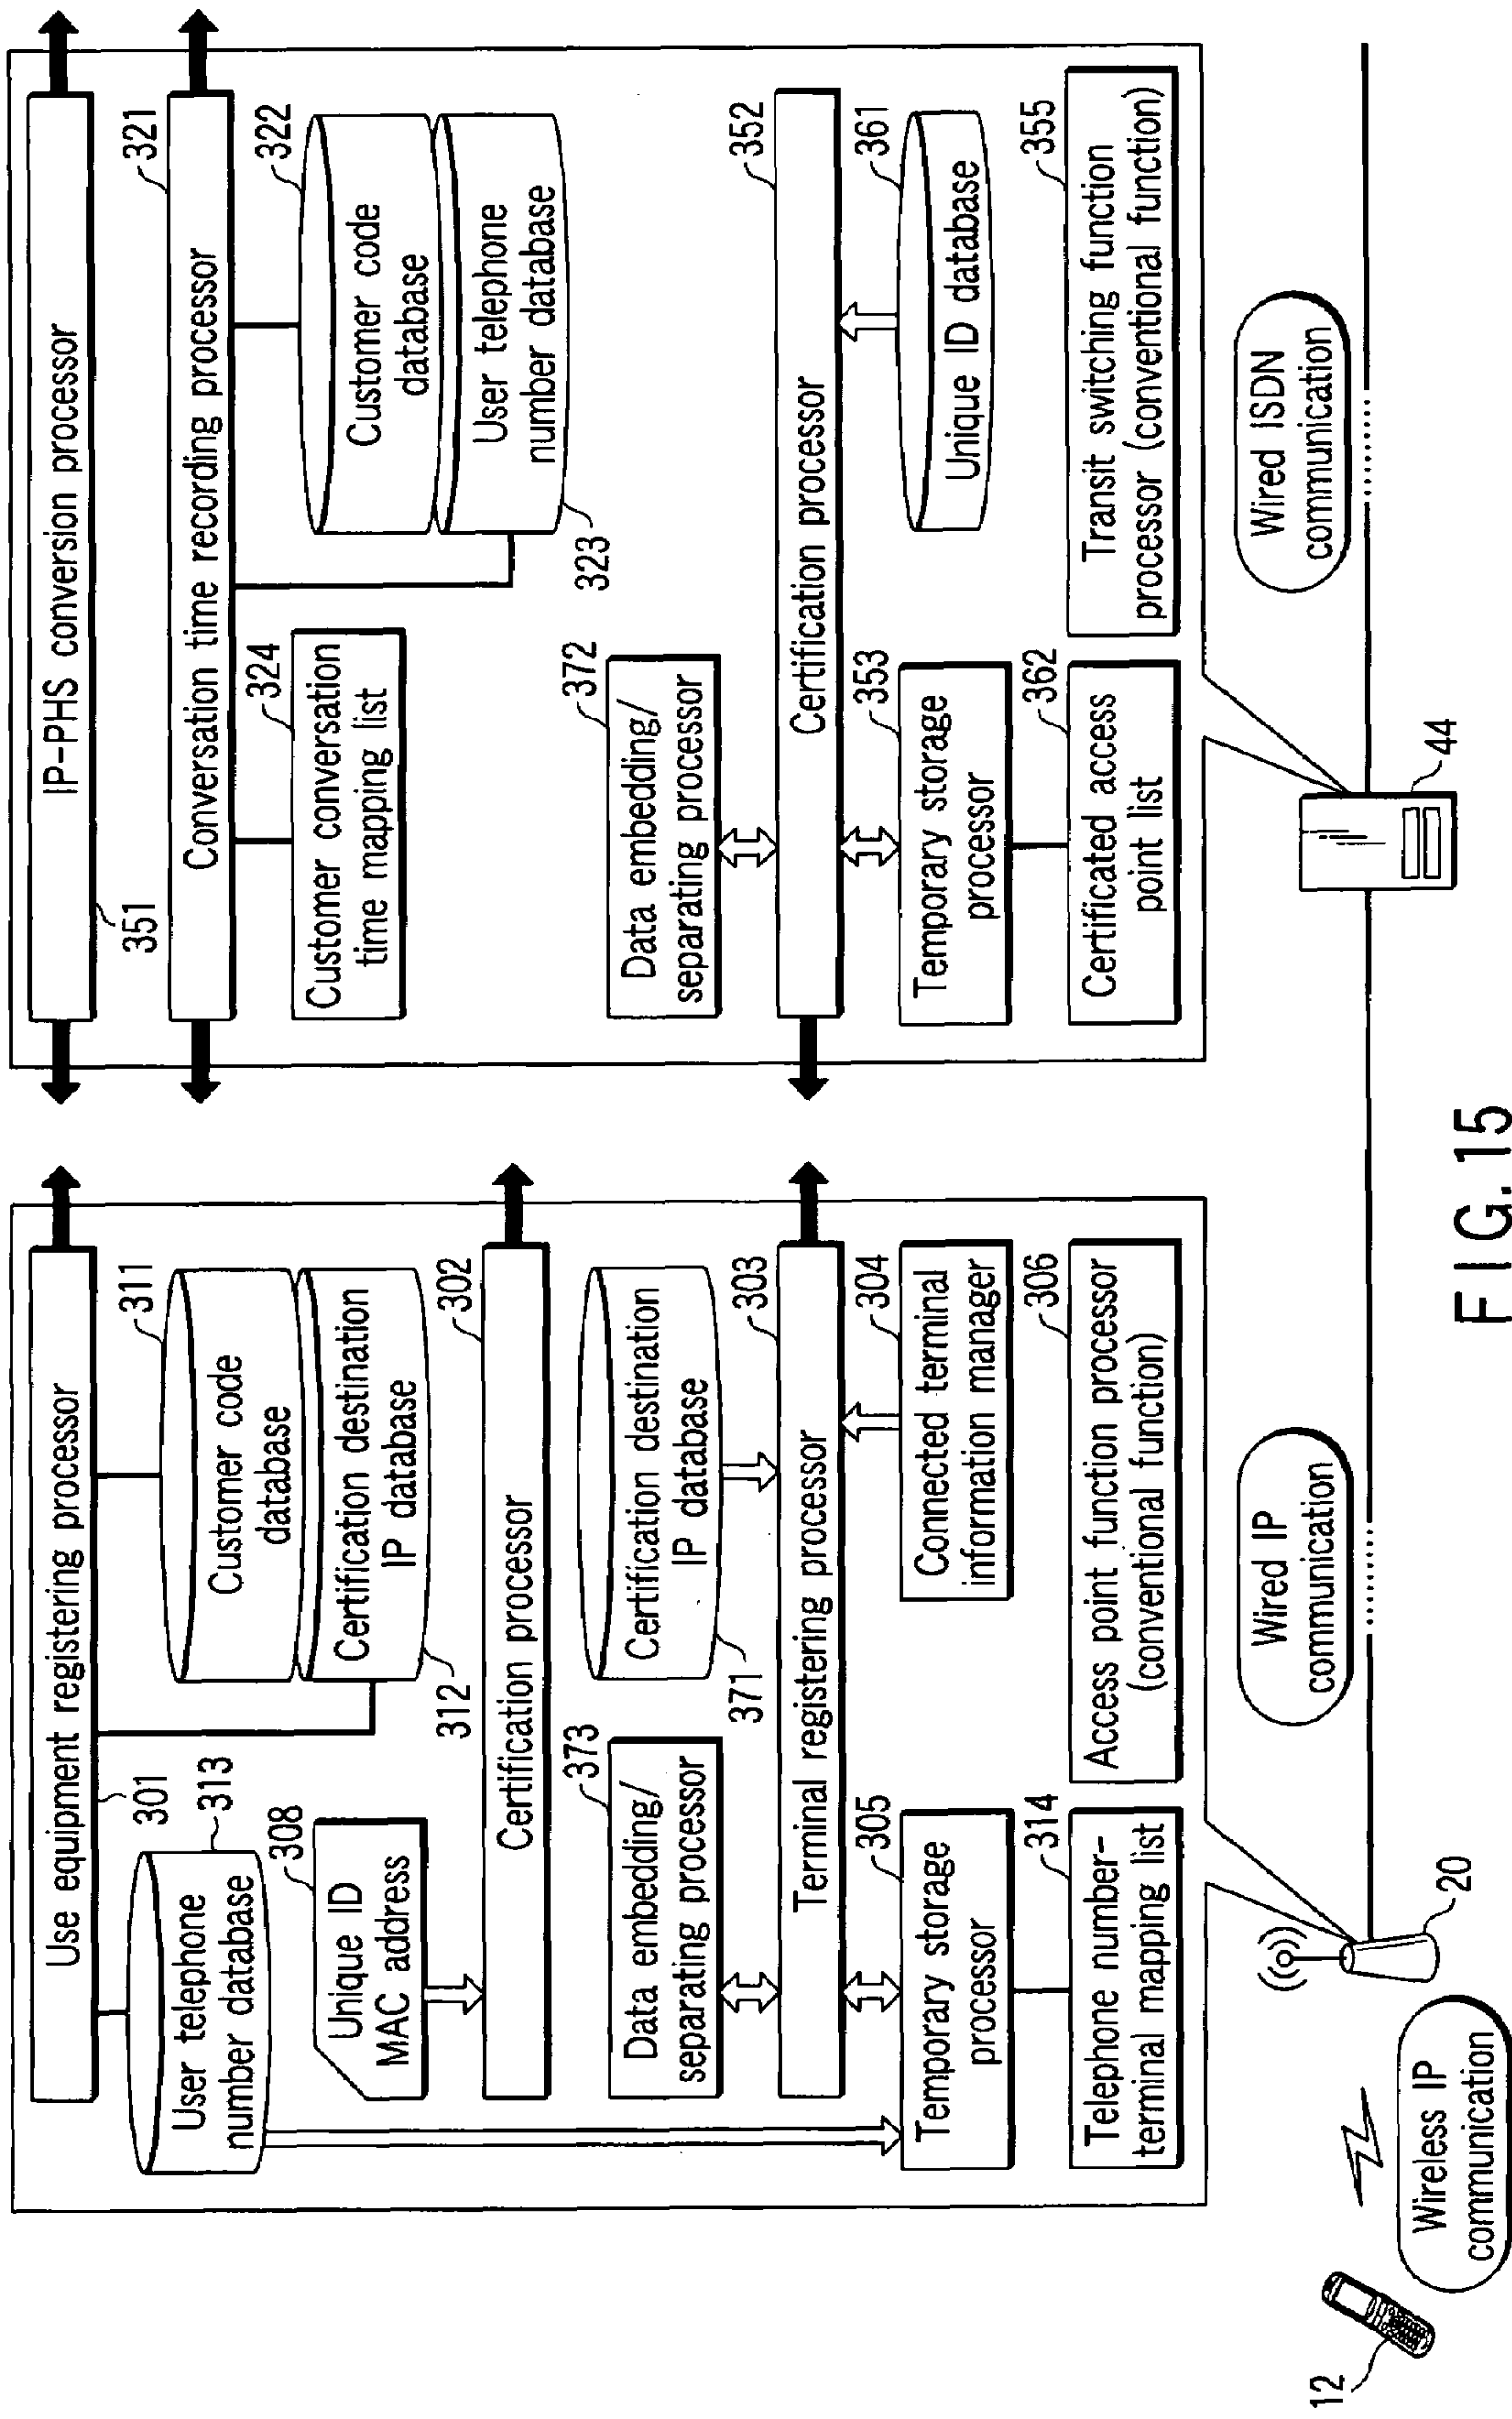 Use equipment registering processor
301
User telephone
number database
313
Customer code
database
311
Certification destination
IP database
312
Unique ID
MAC address
308
Certification processor
302
Data embedding/
separating processor
373
Certification destination
IP database
371
Terminal registering processor
303
Temporary storage
processor
305
Connected terminal
information manager
304
Telephone number-
terminal mapping list
314
Access point function processor
(conventional function)
306
IP-PHS conversion processor
351
Conversation time recording processor
321
Customer conversation
time mapping list
324
Customer code
database
322
User telephone
number database
323
Data embedding/
separating processor
372
Certification processor
352
Temporary storage
processor
353
Unique ID database
361
Certificated access
point list
362
Transit switching function
processor (conventional function)
355
12
Wireless IP
communication
20
Wired IP
communication
44
Wired ISDN
communication
FIG. 15